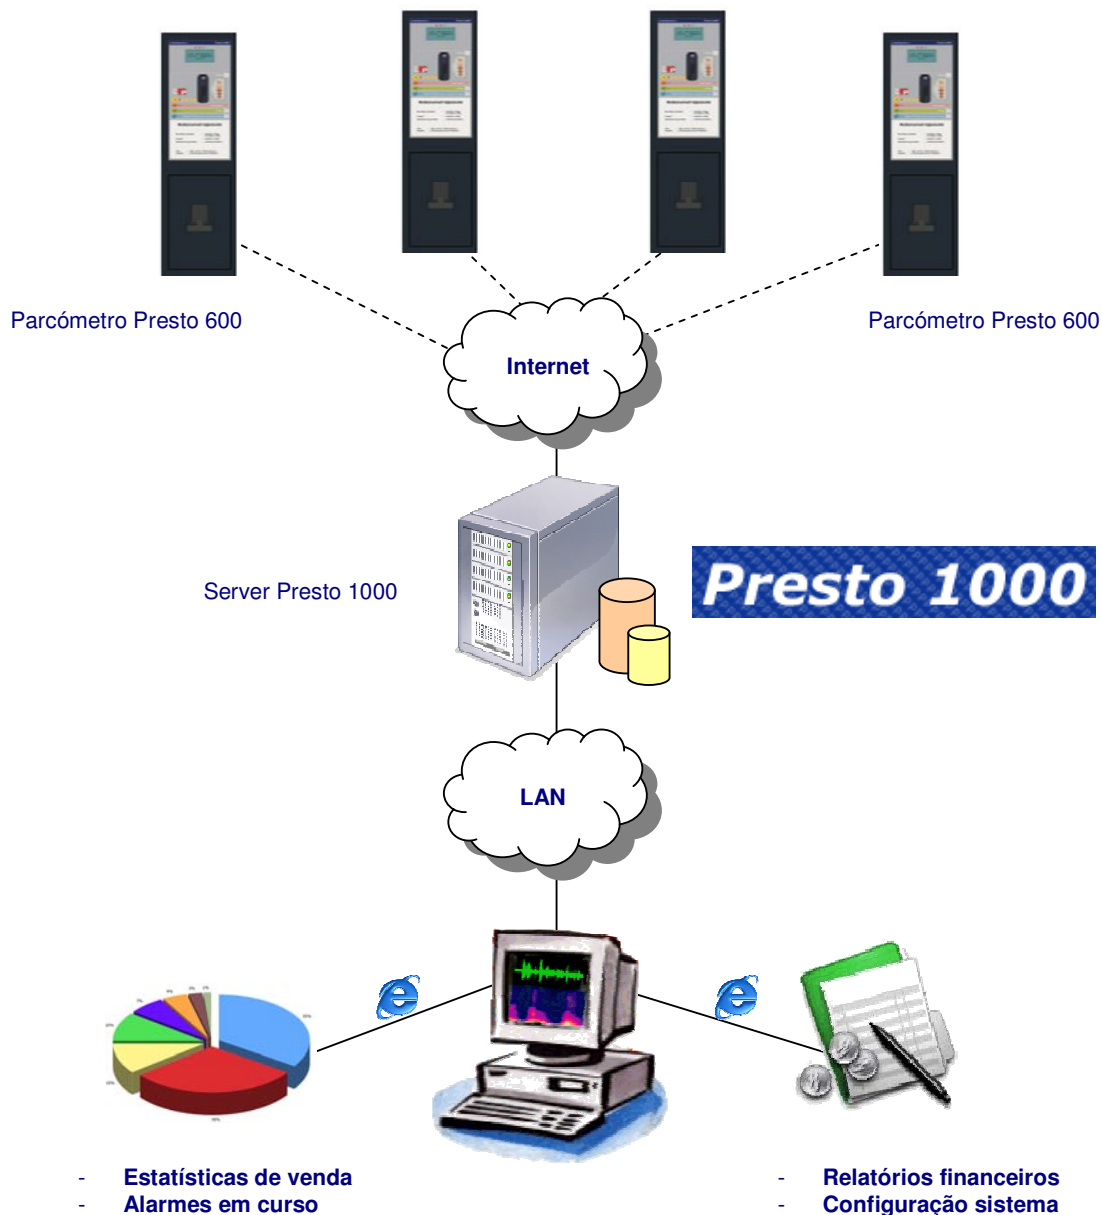 Parcómetro Presto 600
Parcómetro Presto 600
Internet
Server Presto 1000
Presto 1000
LAN
- Estatísticas de venda
- Alarmes em curso
- Relatórios financeiros
- Configuração sistema